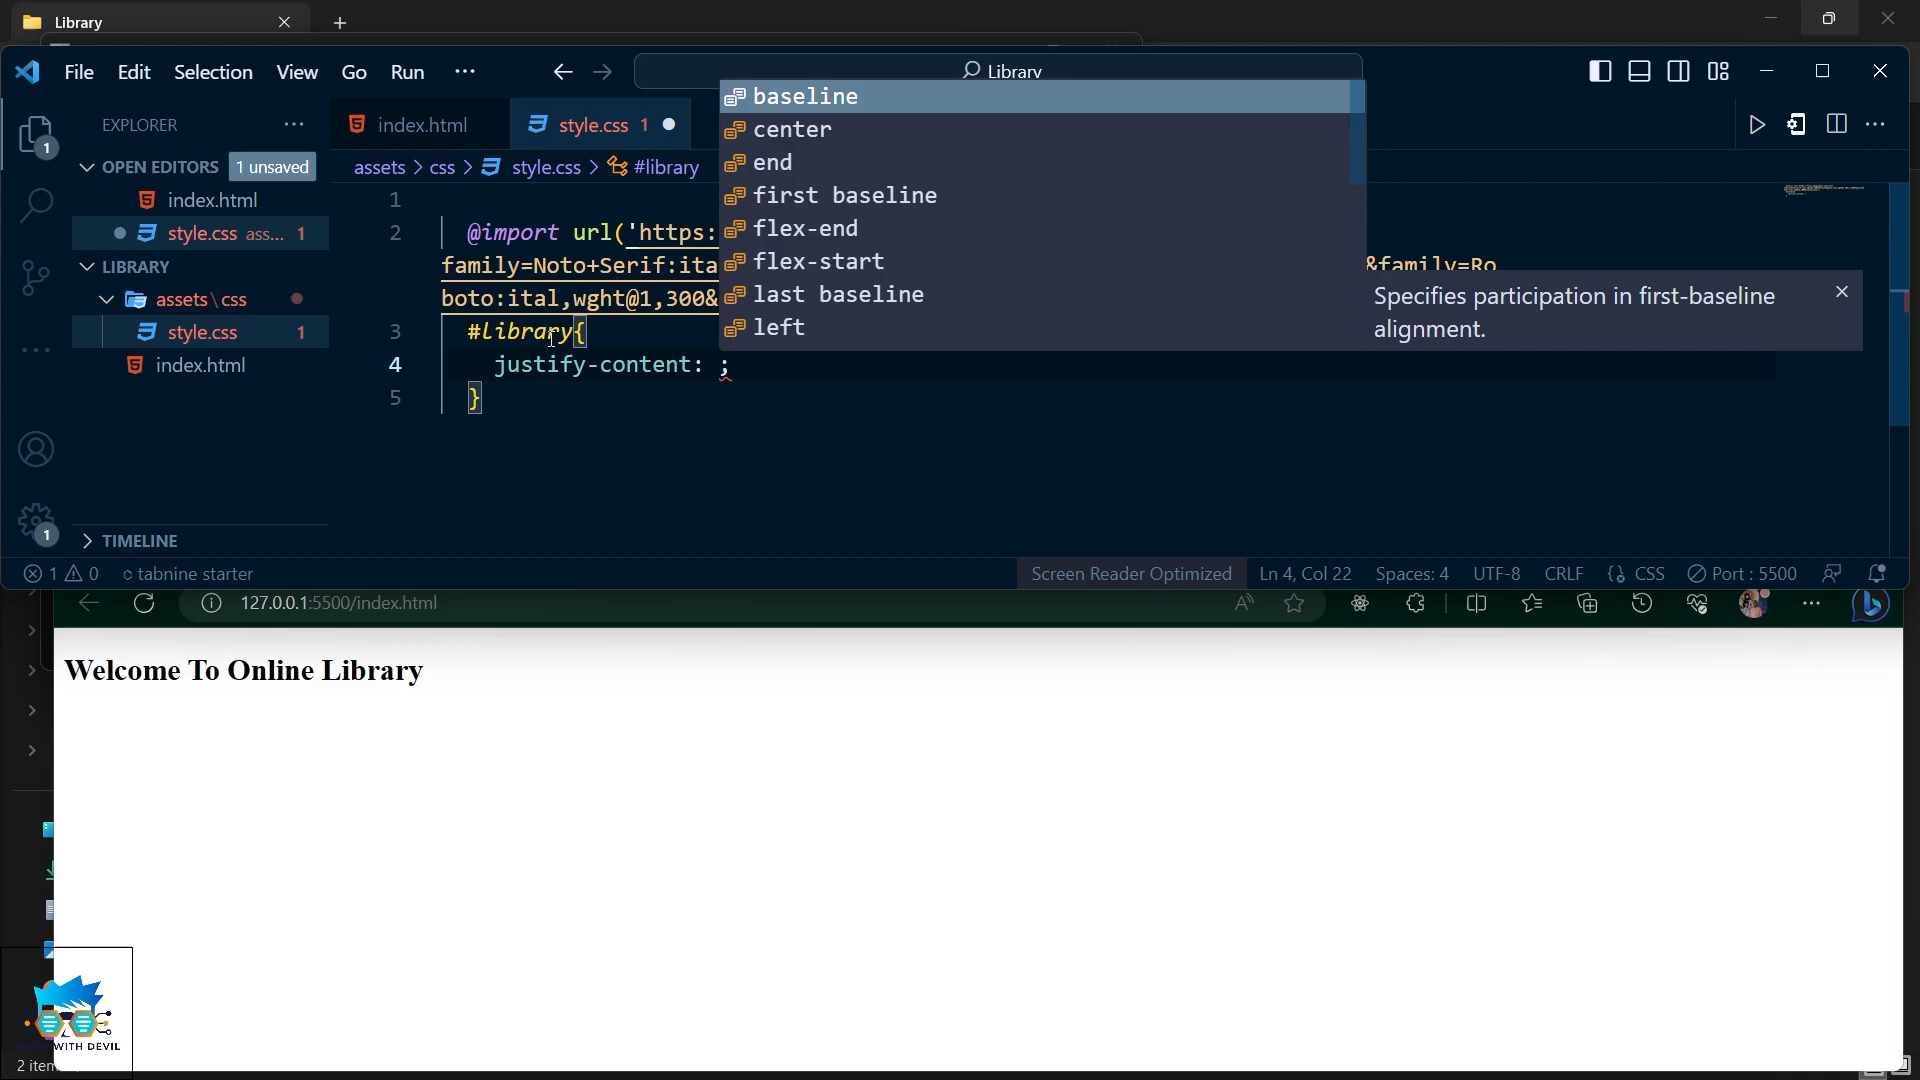 Library
File Edit Selection View Go Run ...
Library
EXPLORER
index.html
style.css 1
OPEN EDITORS 1 unsaved
assets > css > style.css > #library
index.html
style.css ass... 1
LIBRARY
assets\css
style.css 1
index.html
TIMELINE
1
2 @import url('https:
family=Noto+Serif:ita &family=Ro
boto:ital,wght@1,300&
3 #library{
4 justify-content: ;
5 }
baseline
center
end
first baseline
flex-end
flex-start
last baseline
left
Specifies participation in first-baseline
alignment.
1
1
1 0 tabnine starter
Screen Reader Optimized Ln 4, Col 22 Spaces: 4 UTF-8 CRLF {} CSS Port : 5500
127.0.0.1:5500/index.html
Welcome To Online Library
WITH DEVIL
2 item